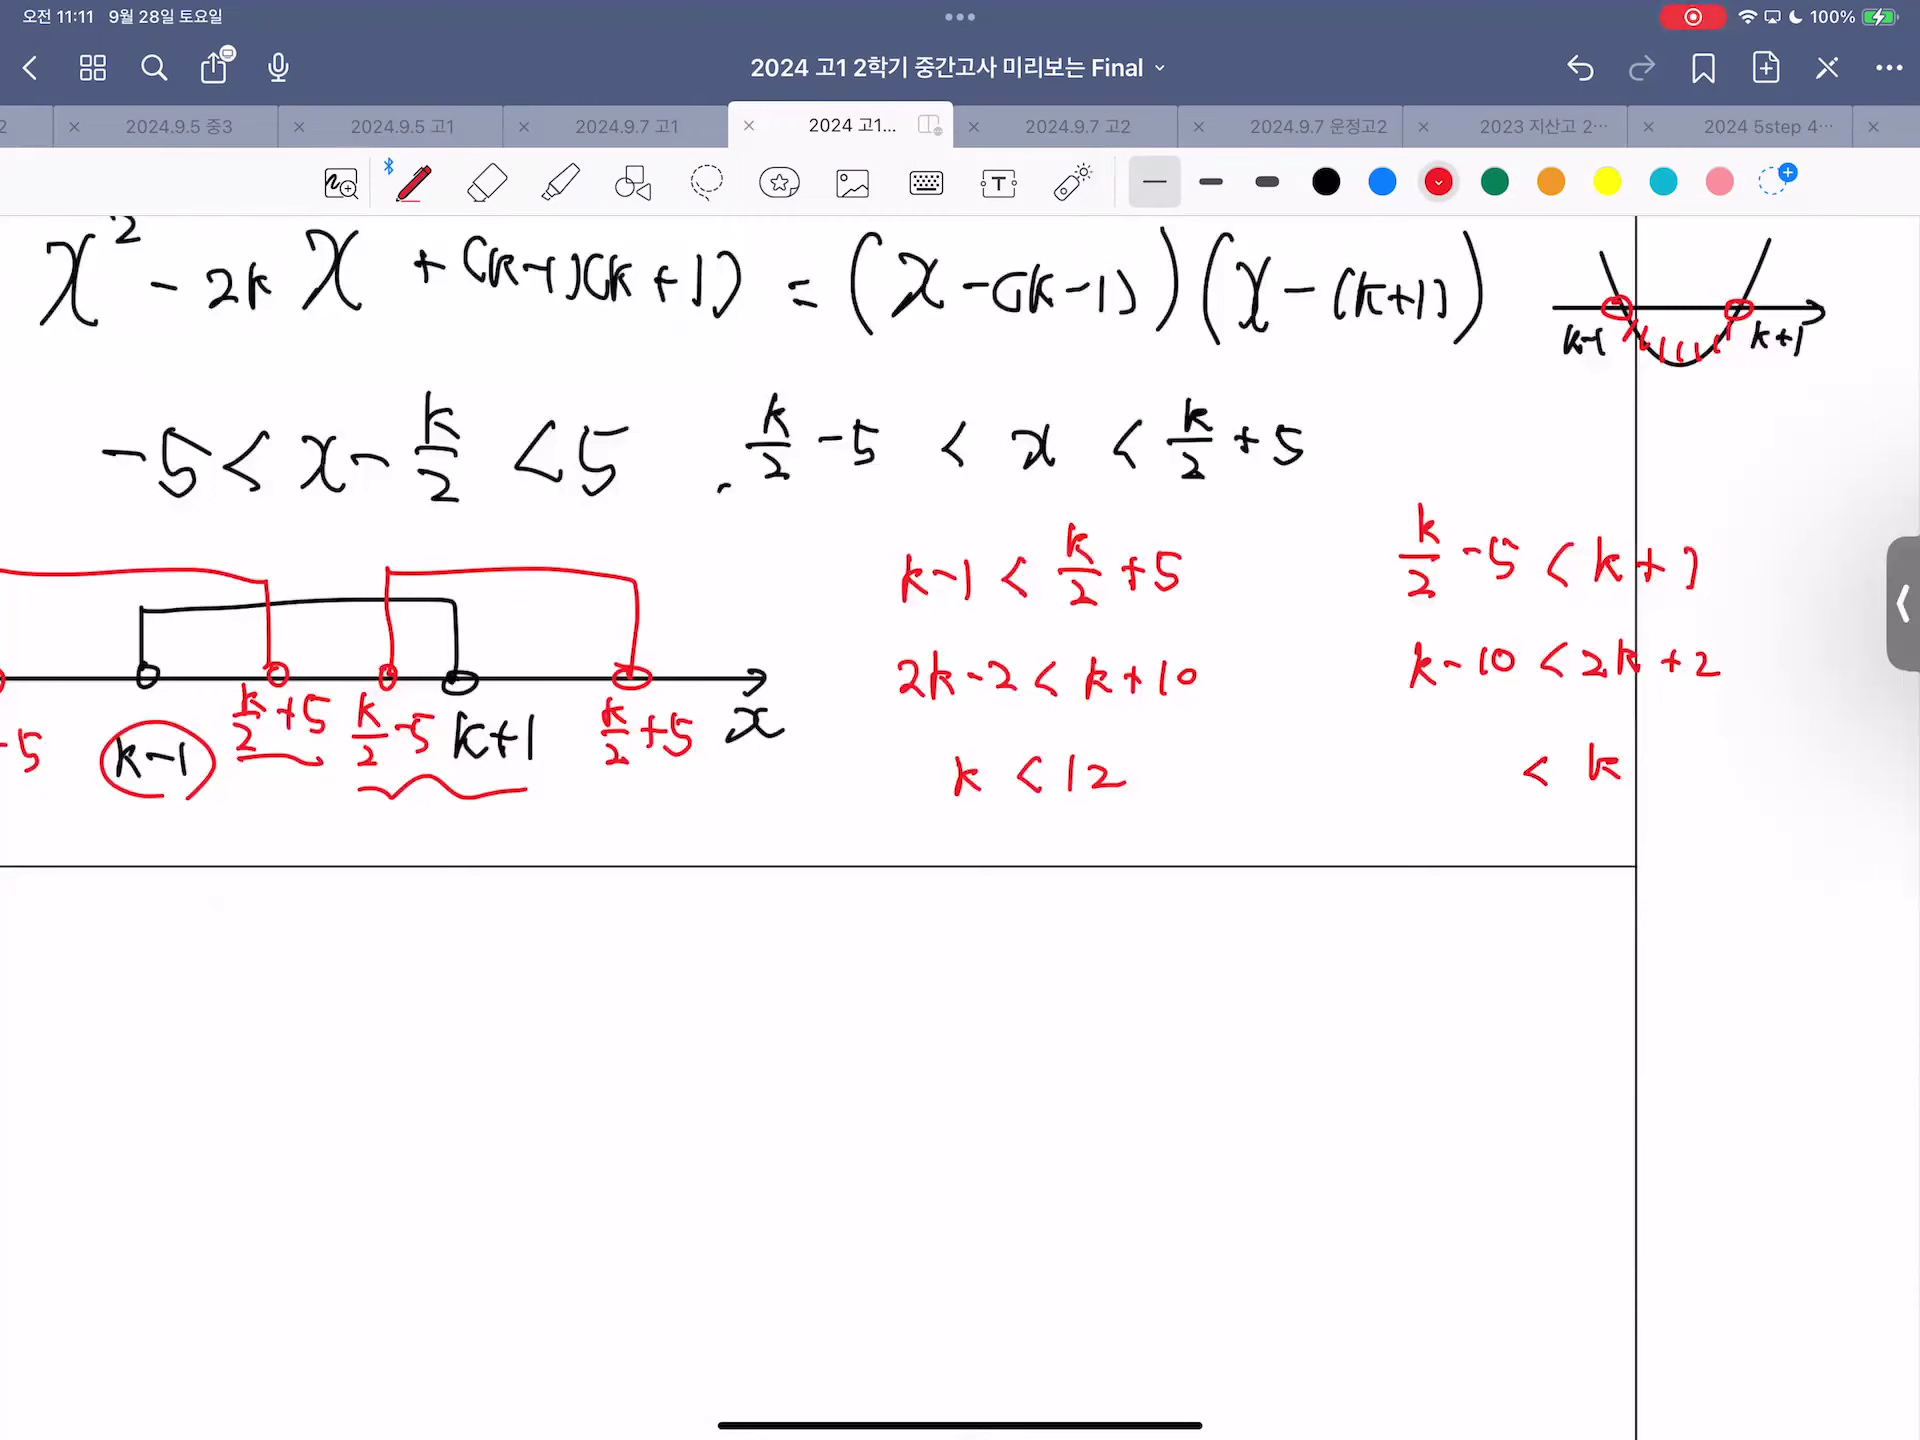 오전 11:11 9월 28일 토요일
100%
2024 고1 2학기 중간고사 미리보는 Final
2 2024.9.5 중3 2024.9.5 고1 2024.9.7 고1 2024 고1... 2024.9.7 고2 2024.9.7 운정고2 2023 지산고 2… 2024 5step 4…
x² - 2k x + (k-1)(k+1) = (x-(k-1))(x-(k+1))
k-1 k+1
-5 < x - k/2 < 5 . k/2 - 5 < x < k/2 + 5
k-1 < k/2 + 5 k/2 - 5 < k+1
2k-2 < k+10 k-10 < 2k+2
-5 k-1 k/2 + 5 k/2 - 5 k+1 k/2 + 5 x
k < 12 < k